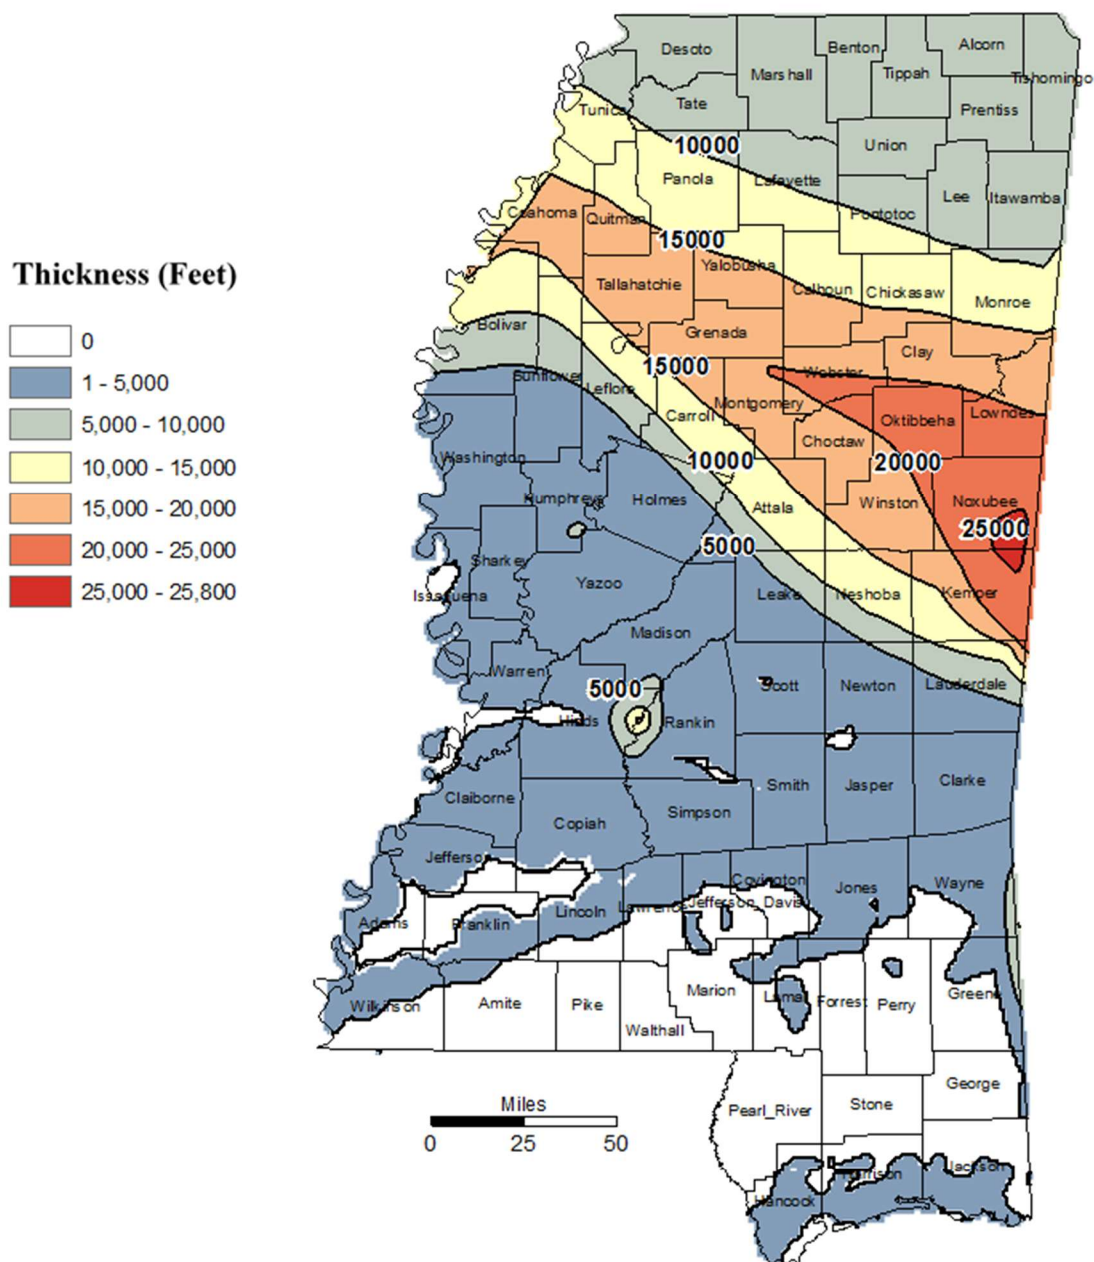 Thickness (Feet)
0
1 - 5,000
5,000 - 10,000
10,000 - 15,000
15,000 - 20,000
20,000 - 25,000
25,000 - 25,800
Desoto
Benton
Alcorn
Marshall
Tippah
Tishomingo
Tunica
Tate
Prentiss
10000
Union
Panola
Lafayette
Coahoma
Quitman
Pontotoc
Lee
Itawamba
15000
Yalobusha
Tallahatchie
Calhoun
Chickasaw
Monroe
Bolivar
Grenada
Clay
15000
Sunflower
Leflore
Webster
Carroll
Montgomery
Oktibbeha
Lowndes
Choctaw
Washington
10000
20000
Humphreys
Holmes
Attala
Winston
Noxubee
25000
5000
Sharkey
Issaquena
Yazoo
Leake
Neshoba
Kemper
Madison
Warren
5000
Scott
Newton
Lauderdale
Hinds
Rankin
Claiborne
Smith
Jasper
Clarke
Copiah
Simpson
Jefferson
Covington
Jones
Wayne
Adams
Franklin
Lincoln
Lawrence
Jefferson_Davis
Wilkinson
Amite
Pike
Marion
Lamar
Forrest
Perry
Greene
Walthall
Miles
0 25 50
Pearl_River
Stone
George
Hancock
Harrison
Jackson